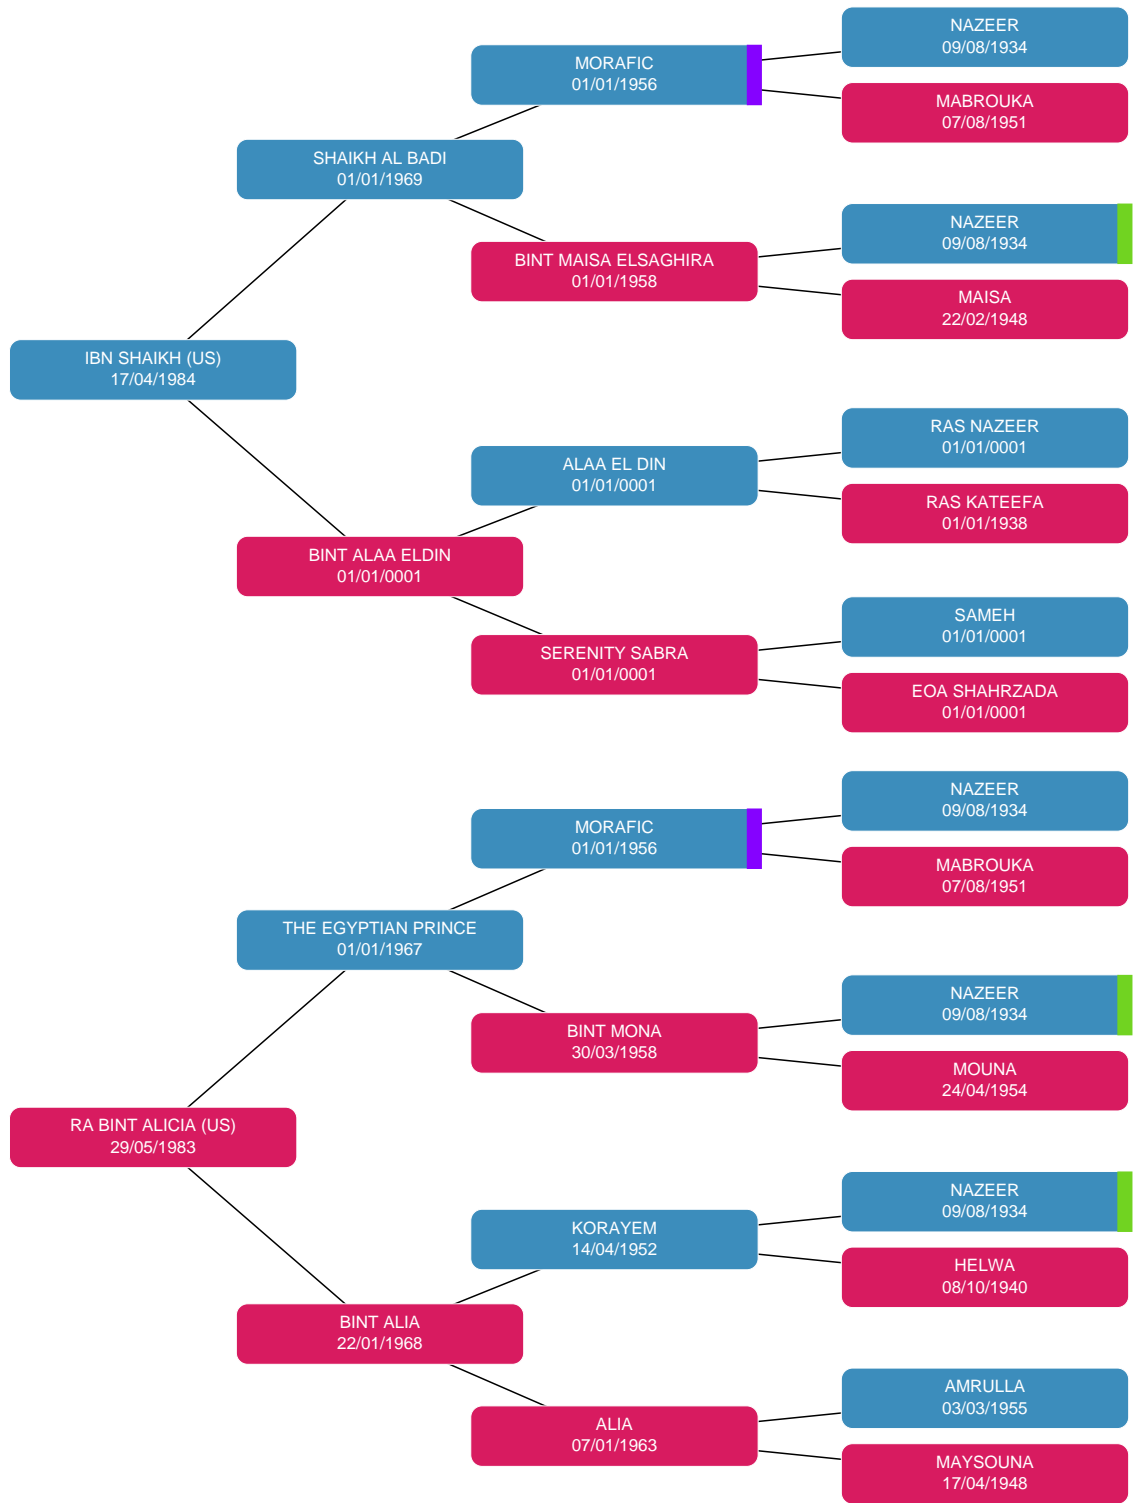 NAZEER
09/08/1934
MORAFIC
01/01/1956
MABROUKA
07/08/1951
SHAIKH AL BADI
01/01/1969
NAZEER
09/08/1934
BINT MAISA ELSAGHIRA
01/01/1958
MAISA
22/02/1948
IBN SHAIKH (US)
17/04/1984
RAS NAZEER
01/01/0001
ALAA EL DIN
01/01/0001
RAS KATEEFA
01/01/1938
BINT ALAA ELDIN
01/01/0001
SAMEH
01/01/0001
SERENITY SABRA
01/01/0001
EOA SHAHRZADA
01/01/0001
NAZEER
09/08/1934
MORAFIC
01/01/1956
MABROUKA
07/08/1951
THE EGYPTIAN PRINCE
01/01/1967
NAZEER
09/08/1934
BINT MONA
30/03/1958
MOUNA
24/04/1954
RA BINT ALICIA (US)
29/05/1983
NAZEER
09/08/1934
KORAYEM
14/04/1952
HELWA
08/10/1940
BINT ALIA
22/01/1968
AMRULLA
03/03/1955
ALIA
07/01/1963
MAYSOUNA
17/04/1948